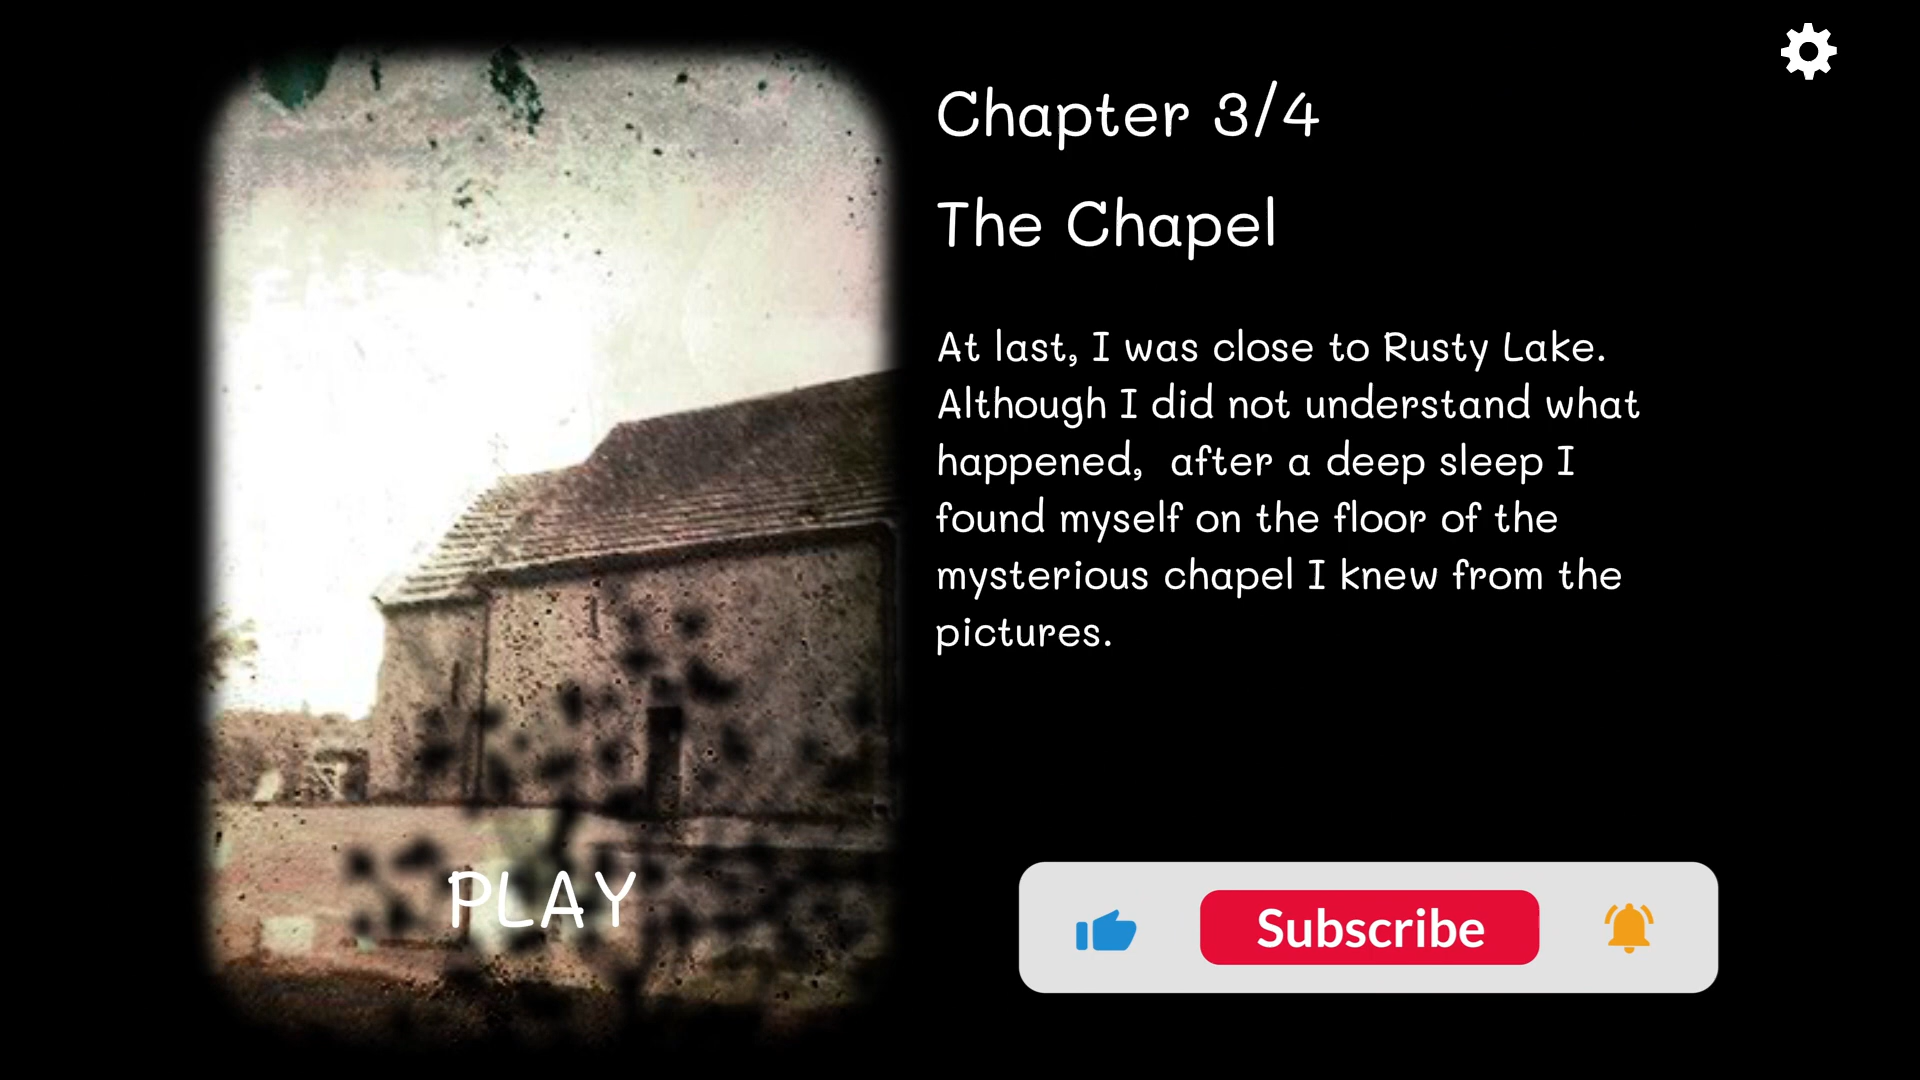 Chapter 3/4
The Chapel
At last, I was close to Rusty Lake.
Although I did not understand what
happened,  after a deep sleep I
found myself on the floor of the
mysterious chapel I knew from the
pictures.
PLAY
Subscribe